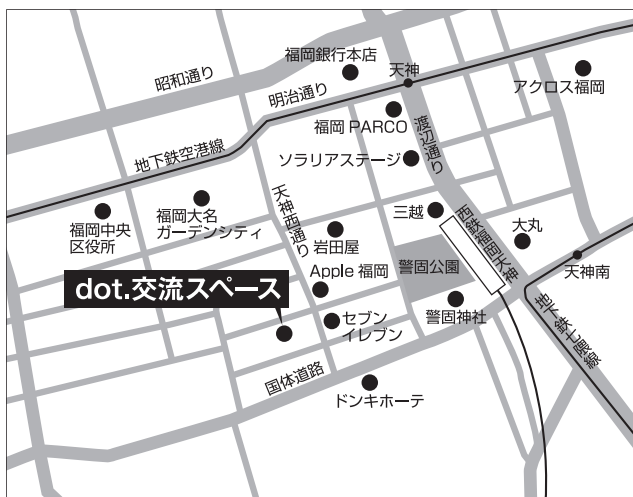 福岡銀行本店
天神
昭和通り
明治通り
アクロス福岡
福岡 PARCO
渡辺通り
地下鉄空港線
ソラリアステージ
天神西通り
福岡中央
区役所
福岡大名
ガーデンシティ
三越
西鉄福岡天神
大丸
岩田屋
警固公園
天神南
Apple 福岡
dot.交流スペース
警固神社
地下鉄七隈線
セブン
イレブン
国体道路
ドンキホーテ